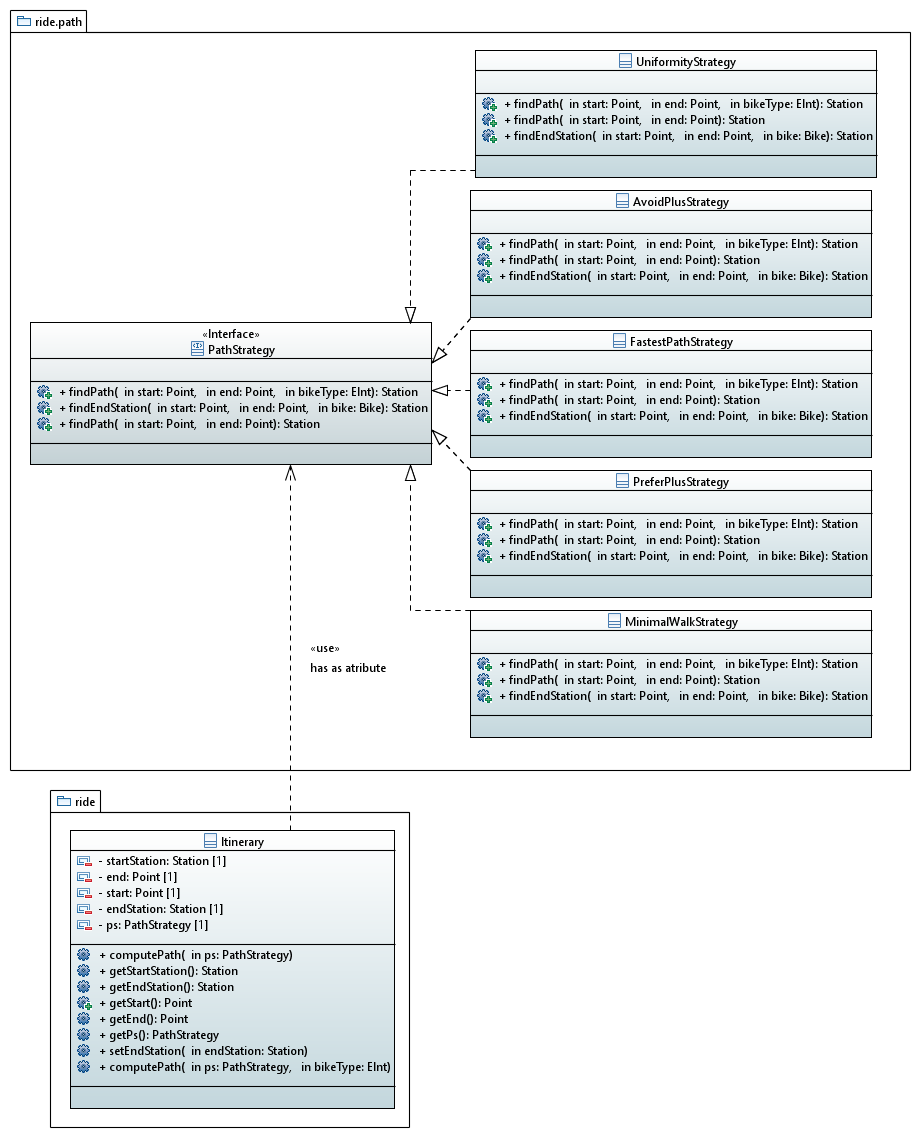 ride.path
UniformityStrategy
+ findPath( in start: Point, in end: Point, in bikeType: EInt): Station
+ findPath( in start: Point, in end: Point): Station
+ findEndStation( in start: Point, in end: Point, in bike: Bike): Station
AvoidPlusStrategy
+ findPath( in start: Point, in end: Point, in bikeType: EInt): Station
+ findPath( in start: Point, in end: Point): Station
+ findEndStation( in start: Point, in end: Point, in bike: Bike): Station
«Interface»
PathStrategy
+ findPath( in start: Point, in end: Point, in bikeType: EInt): Station
+ findEndStation( in start: Point, in end: Point, in bike: Bike): Station
+ findPath( in start: Point, in end: Point): Station
FastestPathStrategy
+ findPath( in start: Point, in end: Point, in bikeType: EInt): Station
+ findPath( in start: Point, in end: Point): Station
+ findEndStation( in start: Point, in end: Point, in bike: Bike): Station
PreferPlusStrategy
+ findPath( in start: Point, in end: Point, in bikeType: EInt): Station
+ findPath( in start: Point, in end: Point): Station
+ findEndStation( in start: Point, in end: Point, in bike: Bike): Station
MinimalWalkStrategy
+ findPath( in start: Point, in end: Point, in bikeType: EInt): Station
+ findPath( in start: Point, in end: Point): Station
+ findEndStation( in start: Point, in end: Point, in bike: Bike): Station
«use»
has as atribute
ride
Itinerary
- startStation: Station [1]
- end: Point [1]
- start: Point [1]
- endStation: Station [1]
- ps: PathStrategy [1]
+ computePath( in ps: PathStrategy)
+ getStartStation(): Station
+ getEndStation(): Station
+ getStart(): Point
+ getEnd(): Point
+ getPs(): PathStrategy
+ setEndStation( in endStation: Station)
+ computePath( in ps: PathStrategy, in bikeType: EInt)